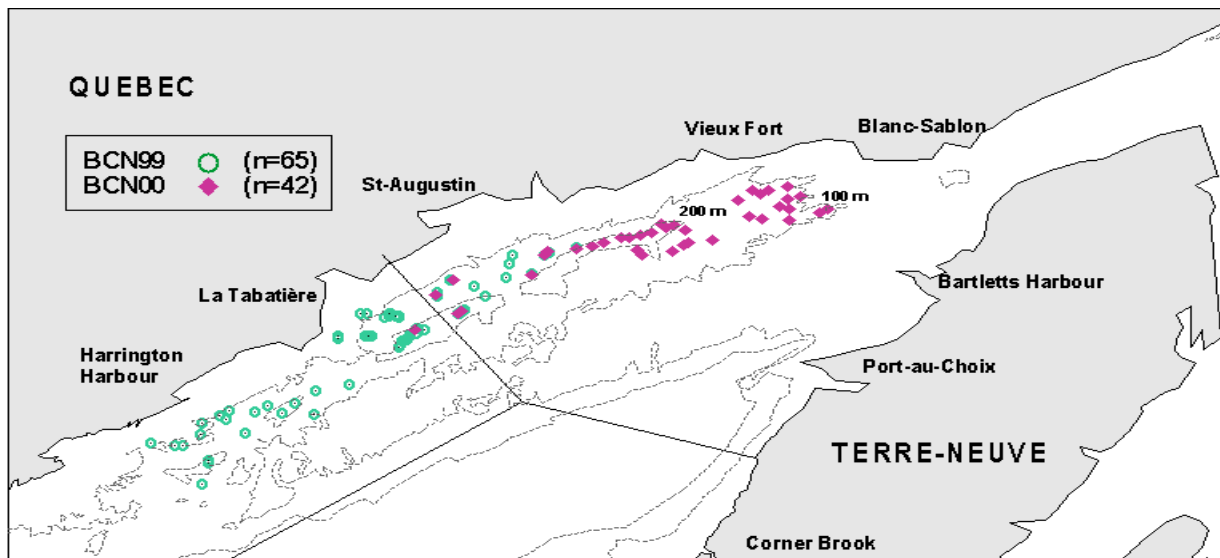 QUEBEC
BCN99 (n=65)
BCN00 (n=42)
Vieux Fort
Blanc-Sablon
St-Augustin
200 m
100 m
La Tabatière
Bartletts Harbour
Harrington
Harbour
Port-au-Choix
TERRE-NEUVE
Corner Brook